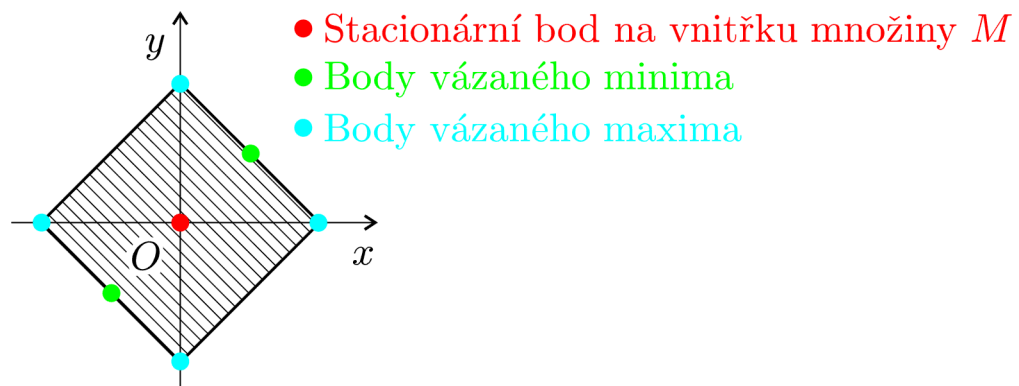 Stacionární bod na vnitřku množiny M
y
Body vázaného minima
Body vázaného maxima
O
x